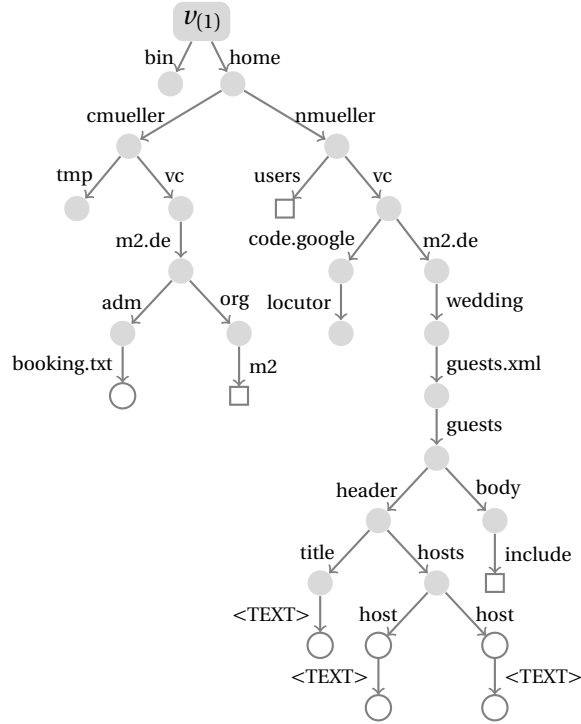 v(1)
bin home
cmueller nmueller
tmp vc users vc
m2.de code.google m2.de
adm org locutor wedding
booking.txt m2 guests.xml
guests
header body
title hosts include
<TEXT> host host
<TEXT> <TEXT>